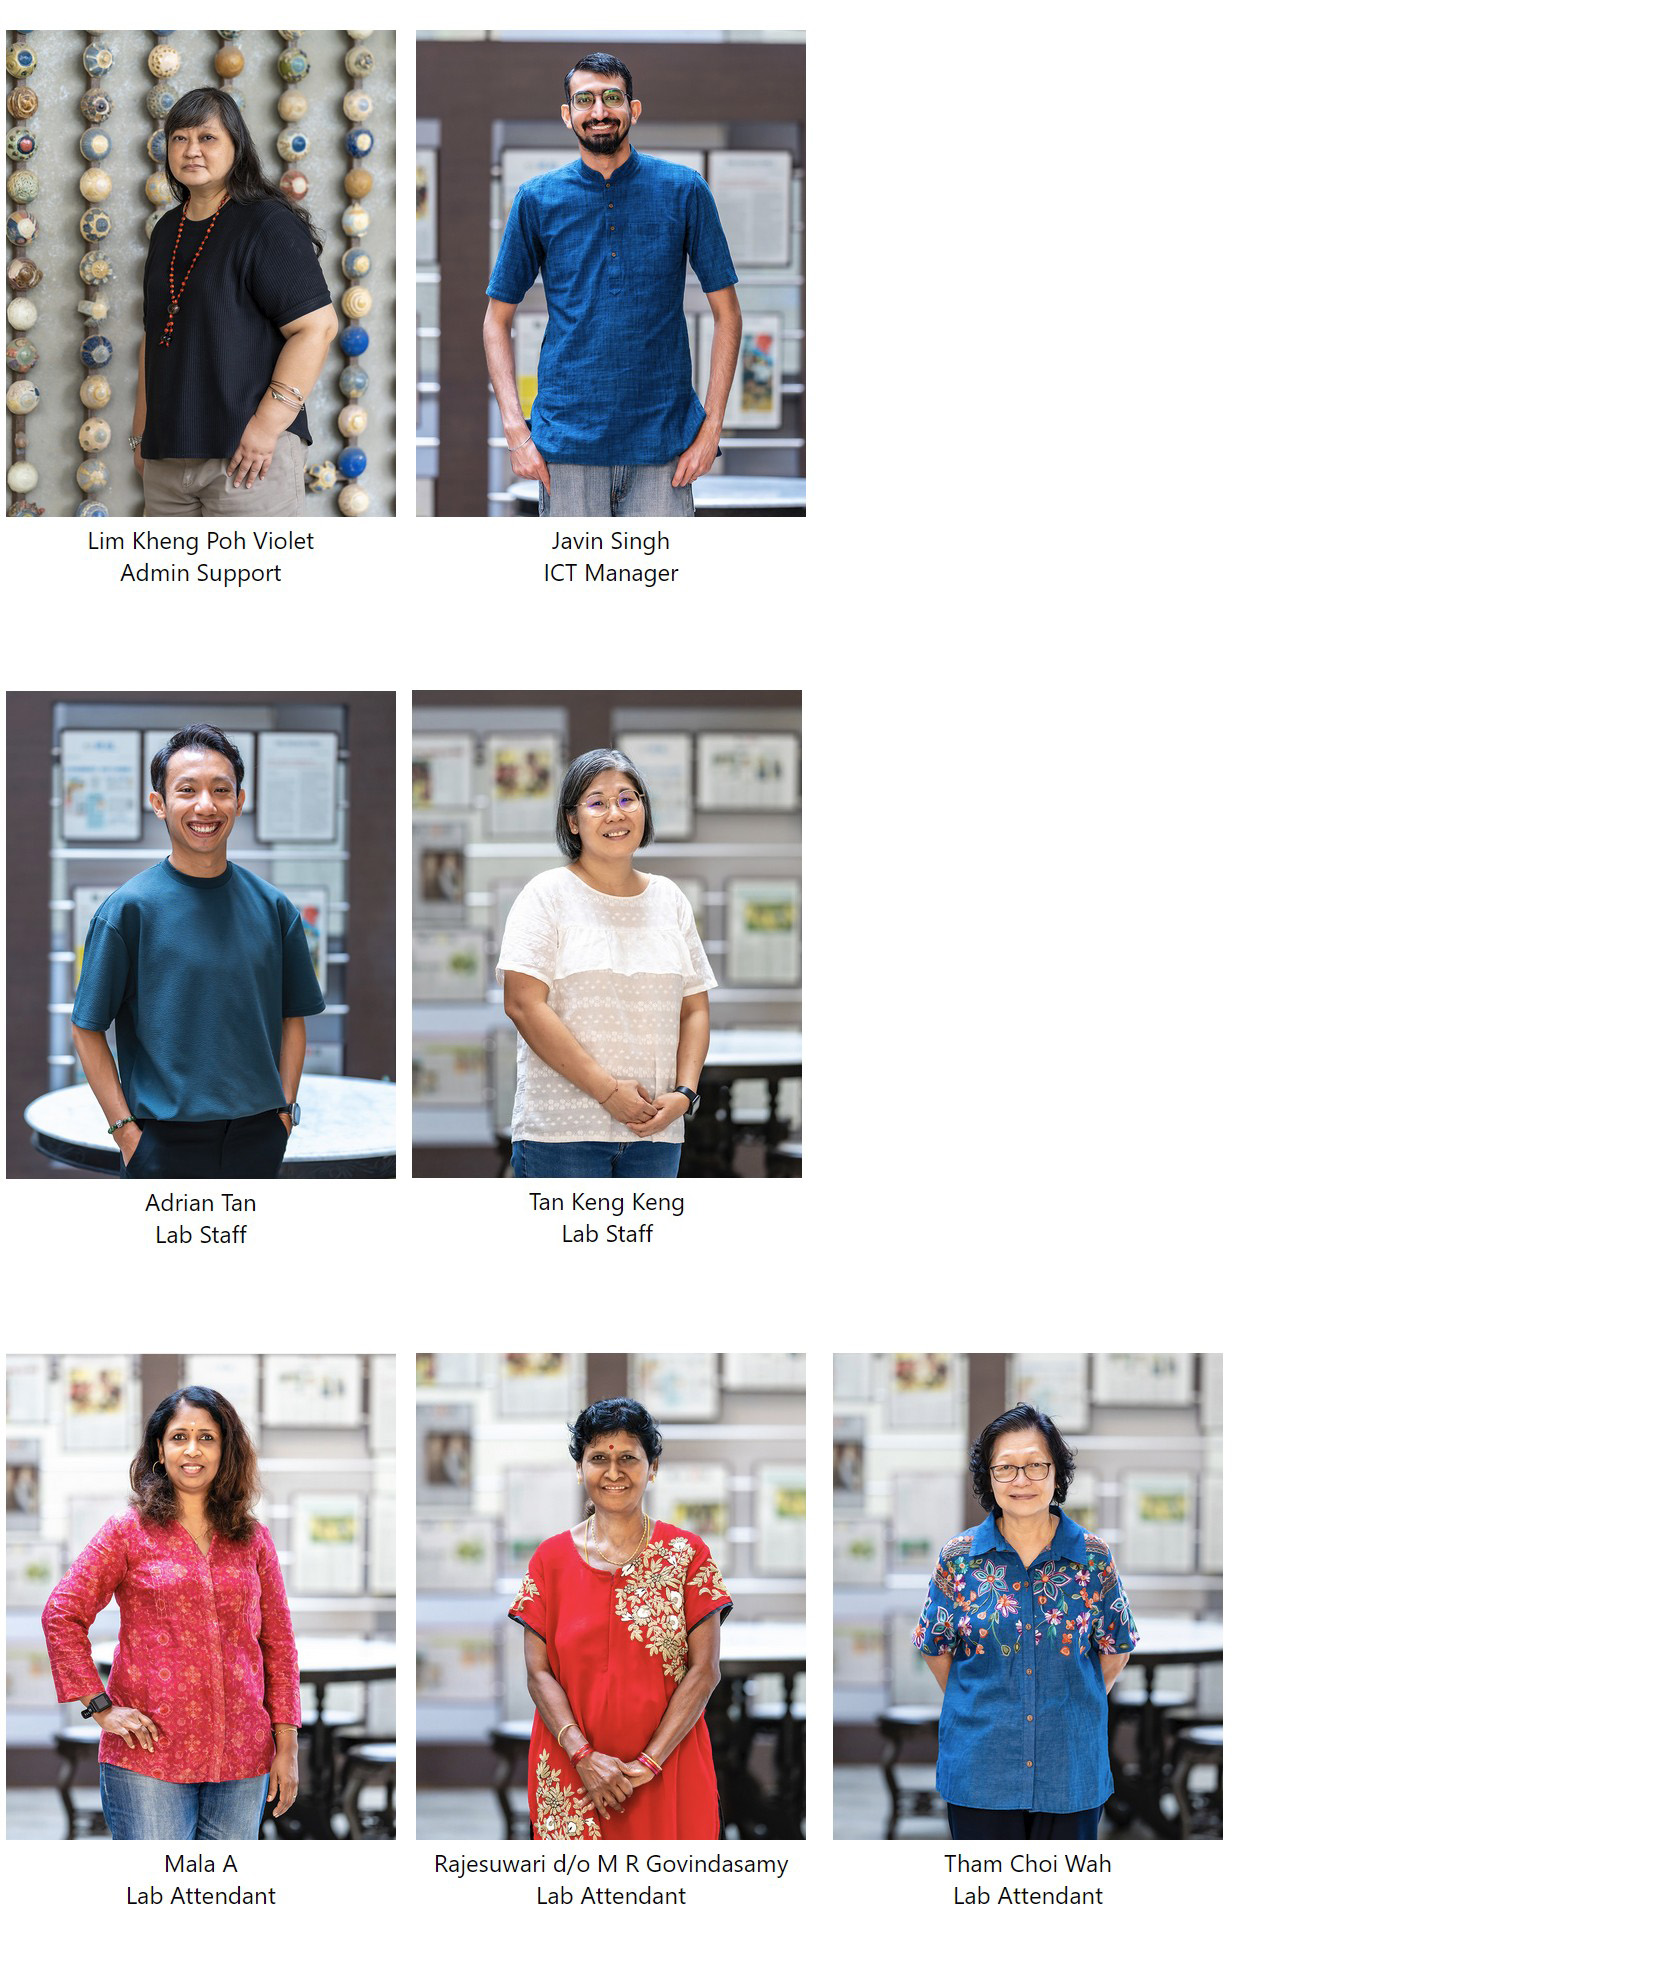 Lim Kheng Poh Violet
Admin Support
Javin Singh
ICT Manager
Adrian Tan
Lab Staff
Tan Keng Keng
Lab Staff
Mala A
Lab Attendant
Rajesuwari d/o M R Govindasamy
Lab Attendant
Tham Choi Wah
Lab Attendant